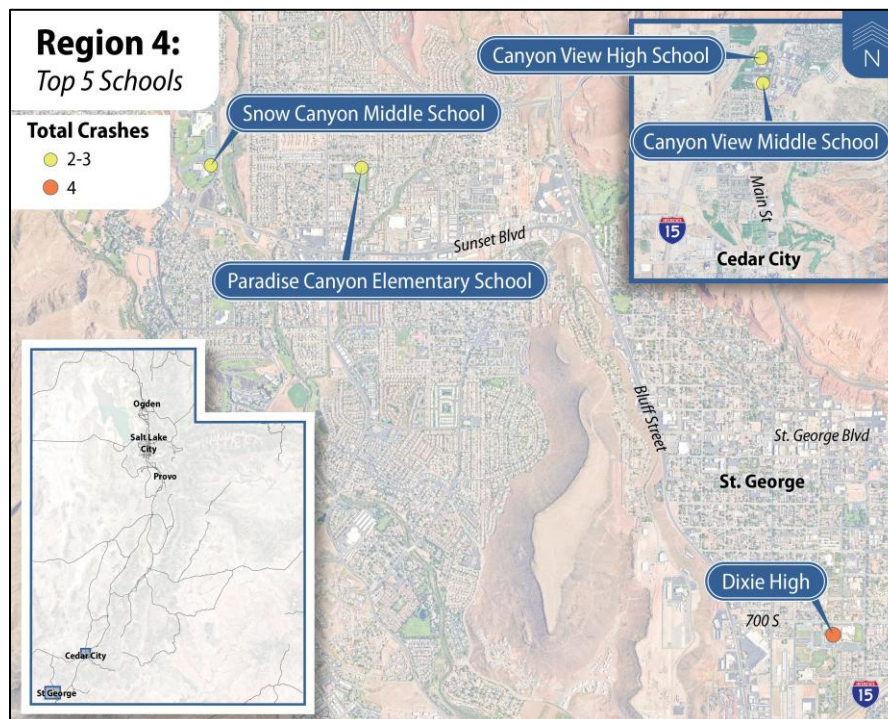 Region 4:
Top 5 Schools
Total Crashes
2-3
4
Snow Canyon Middle School
Paradise Canyon Elementary School
Sunset Blvd
Canyon View High School
N
Canyon View Middle School
Main St
15
Cedar City
Ogden
Salt Lake
City
Provo
Cedar City
St George
Bluff Street
St. George Blvd
St. George
Dixie High
700 S
15